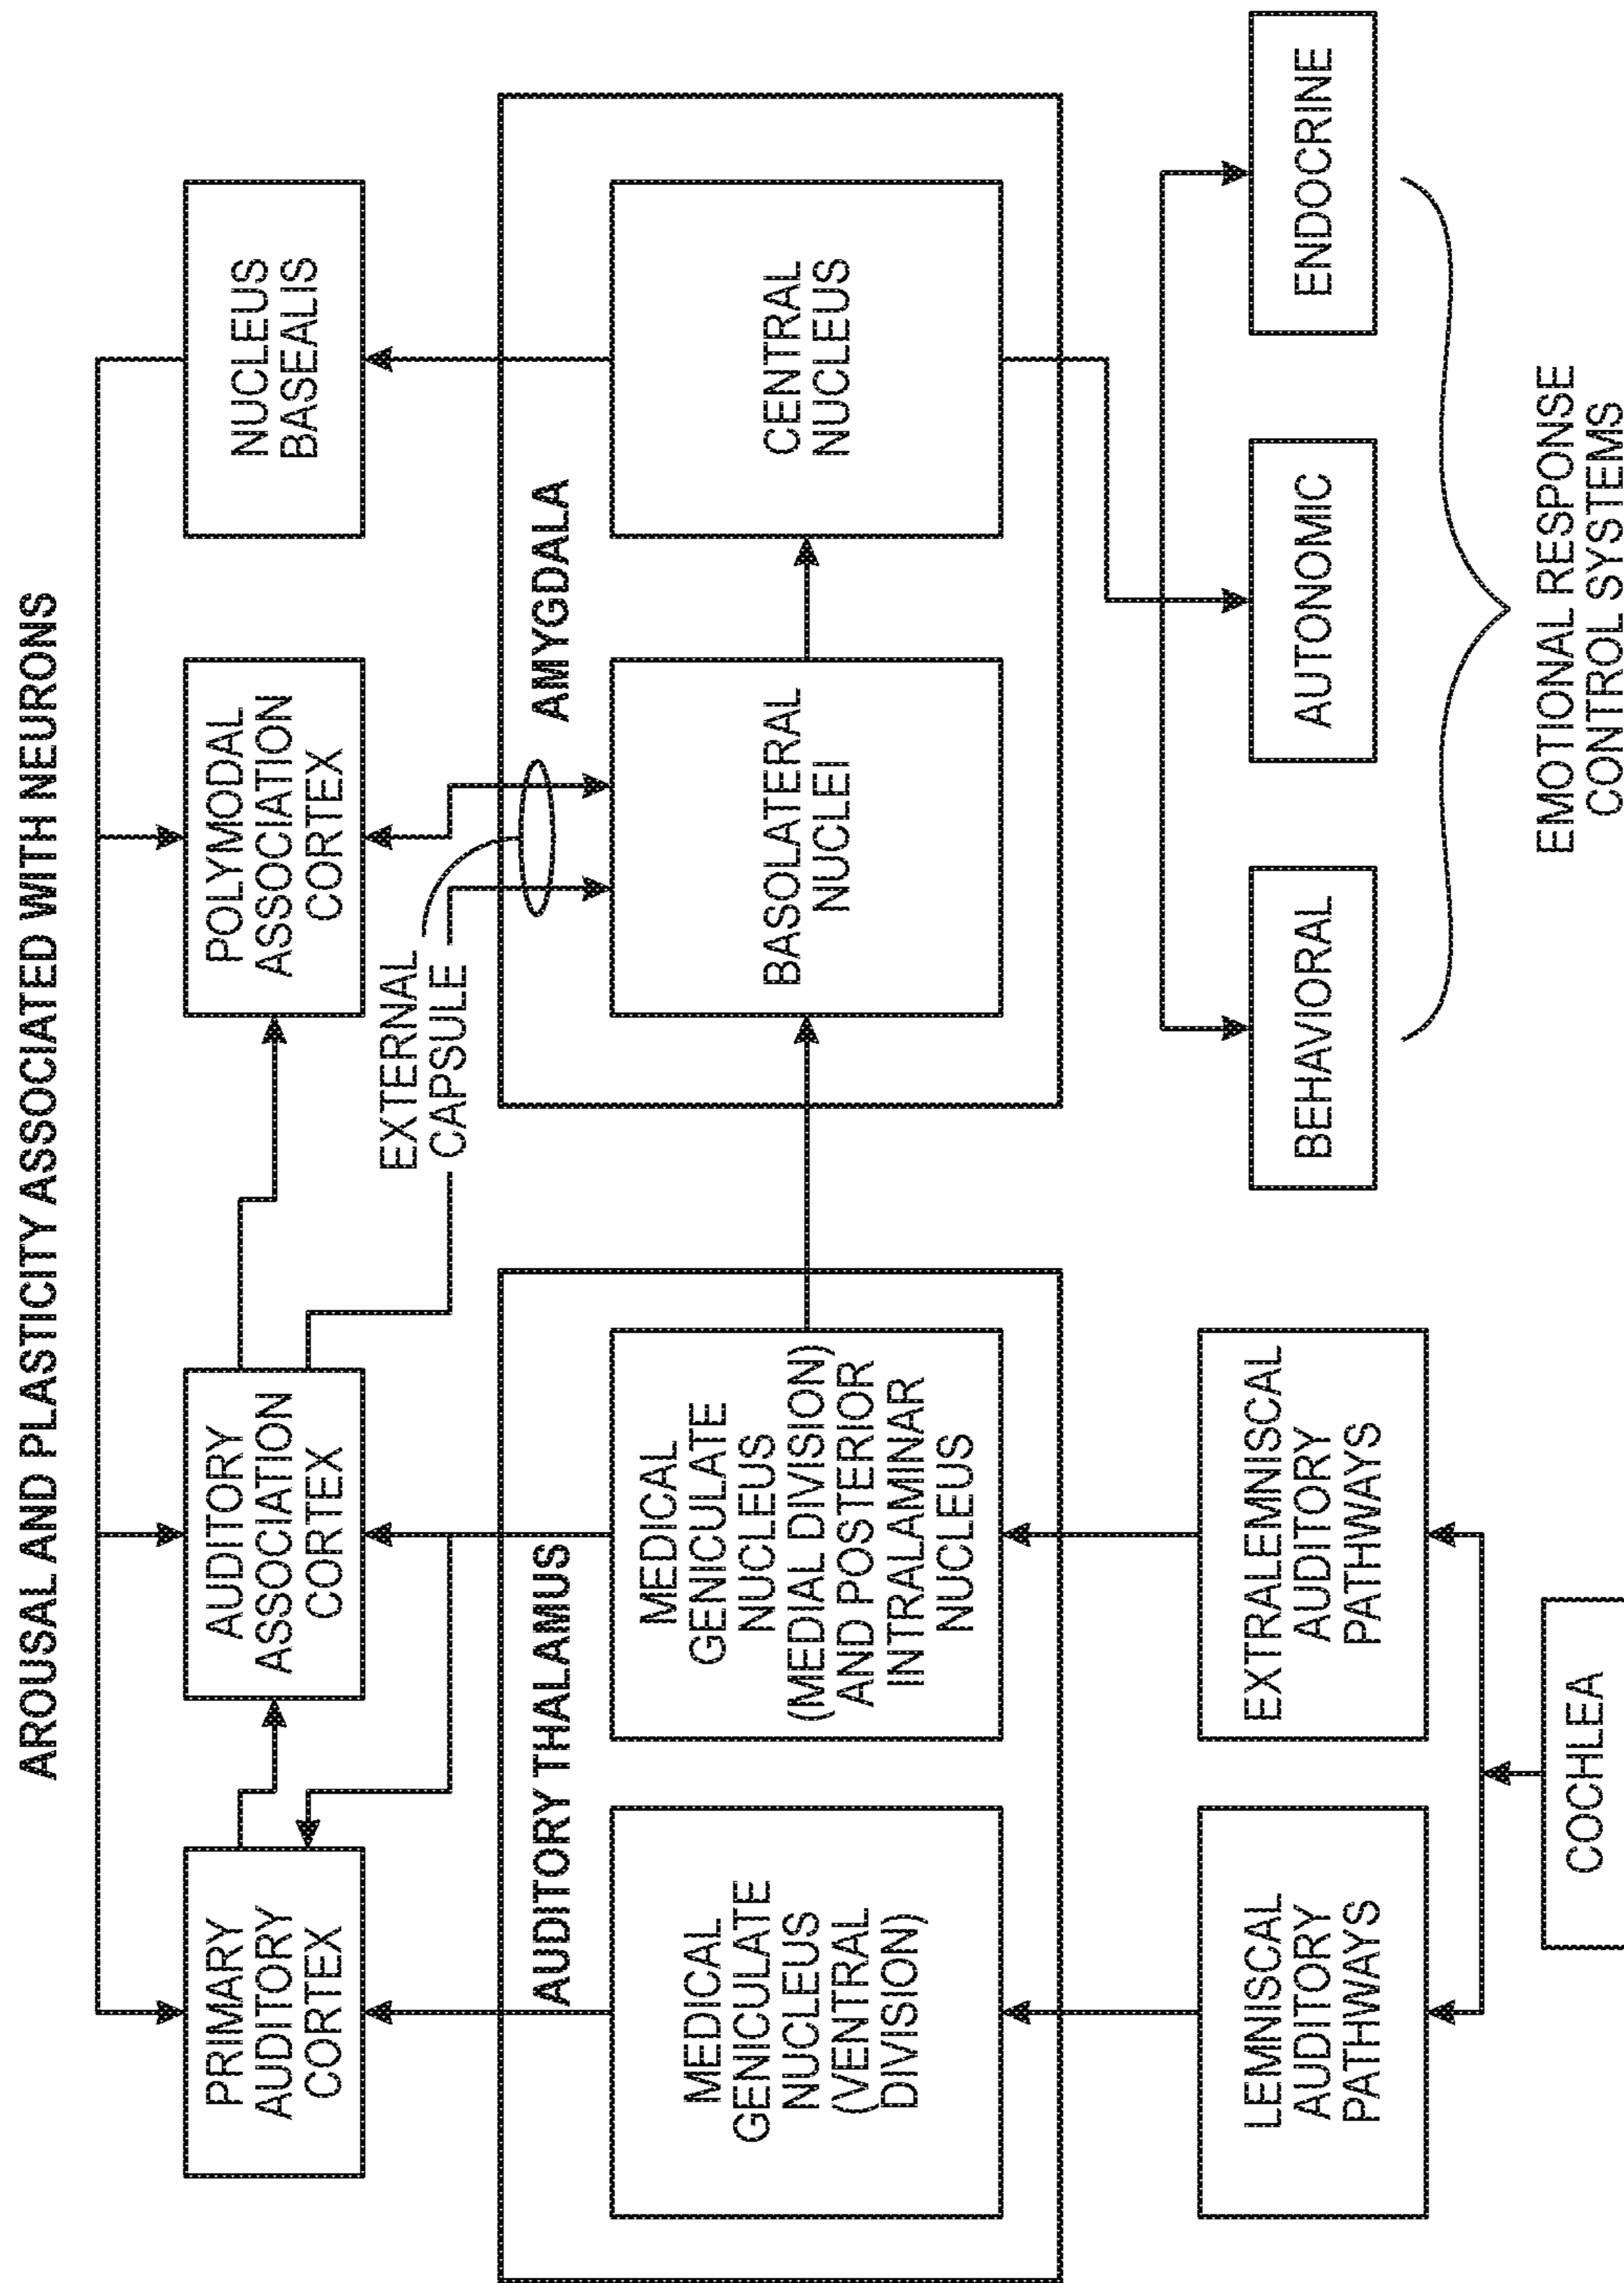 AROUSAL AND PLASTICITY ASSOCIATED WITH NEURONS
PRIMARY
AUDITORY
CORTEX
AUDITORY
ASSOCIATION
CORTEX
POLYMODAL
ASSOCIATION
CORTEX
NUCLEUS
BASEALIS
EXTERNAL
CAPSULE
AUDITORY THALAMUS
AMYGDALA
MEDICAL
GENICULATE
NUCLEUS
(VENTRAL
DIVISION)
MEDICAL
GENICULATE
NUCLEUS
(MEDIAL DIVISION)
AND POSTERIOR
INTRALAMINAR
NUCLEUS
BASOLATERAL
NUCLEI
CENTRAL
NUCLEUS
LEMNISCAL
AUDITORY
PATHWAYS
EXTRALEMNISCAL
AUDITORY
PATHWAYS
BEHAVIORAL
AUTONOMIC
ENDOCRINE
COCHLEA
EMOTIONAL RESPONSE
CONTROL SYSTEMS